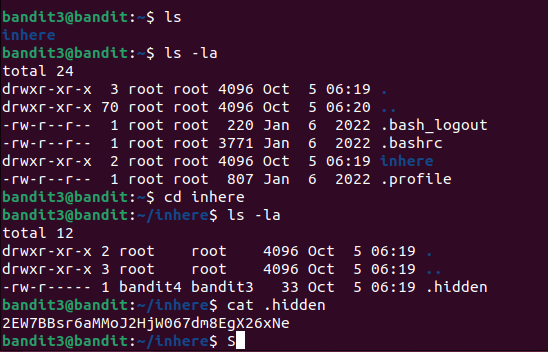 bandit3@bandit:~$ ls
inhere
bandit3@bandit:~$ ls -la
total 24
drwxr-xr-x  3 root root 4096 Oct  5 06:19 .
drwxr-xr-x 70 root root 4096 Oct  5 06:20 ..
-rw-r--r--  1 root root  220 Jan  6  2022 .bash_logout
-rw-r--r--  1 root root 3771 Jan  6  2022 .bashrc
drwxr-xr-x  2 root root 4096 Oct  5 06:19 inhere
-rw-r--r--  1 root root  807 Jan  6  2022 .profile
bandit3@bandit:~$ cd inhere
bandit3@bandit:~/inhere$ ls -la
total 12
drwxr-xr-x 2 root    root    4096 Oct  5 06:19 .
drwxr-xr-x 3 root    root    4096 Oct  5 06:19 ..
-rw-r----- 1 bandit4 bandit3   33 Oct  5 06:19 .hidden
bandit3@bandit:~/inhere$ cat .hidden
2EW7BBsr6aMMoJ2HjW067dm8EgX26xNe
bandit3@bandit:~/inhere$ S